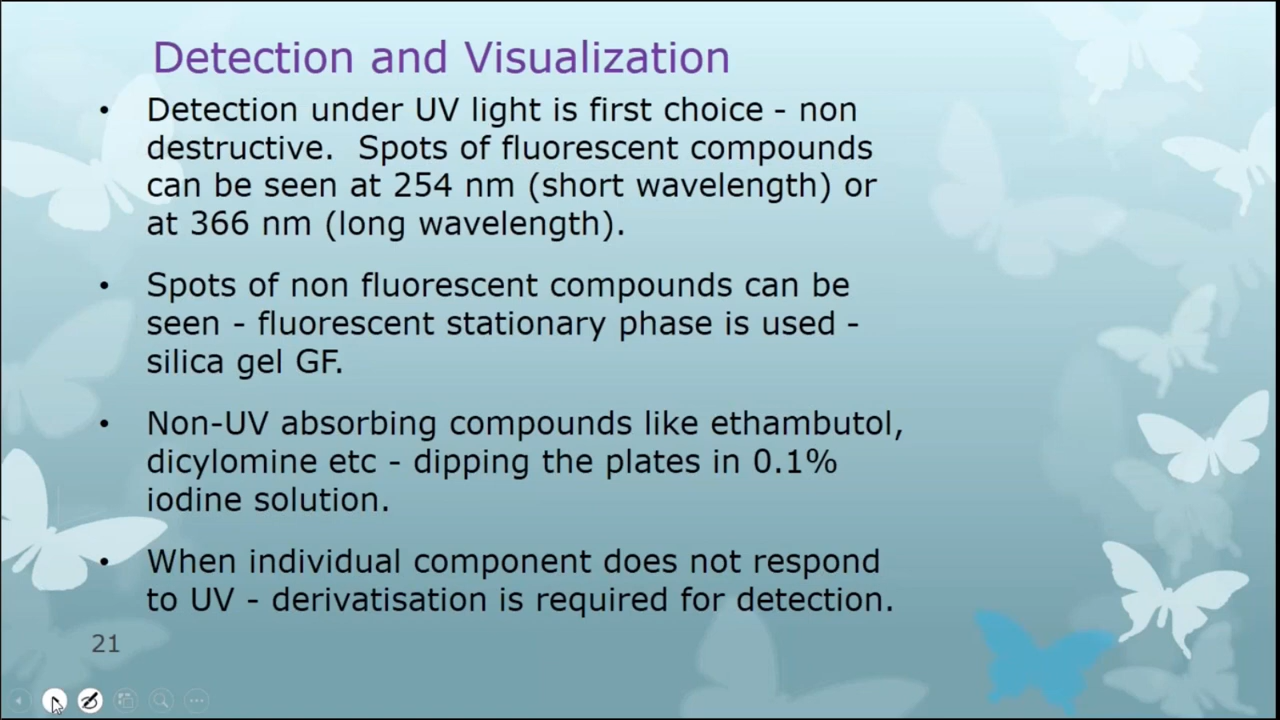 Detection and Visualization
• Detection under UV light is first choice - non
destructive. Spots of fluorescent compounds
can be seen at 254 nm (short wavelength) or
at 366 nm (long wavelength).
• Spots of non fluorescent compounds can be
seen - fluorescent stationary phase is used -
silica gel GF.
• Non-UV absorbing compounds like ethambutol,
dicylomine etc - dipping the plates in 0.1%
iodine solution.
• When individual component does not respond
to UV - derivatisation is required for detection.
21